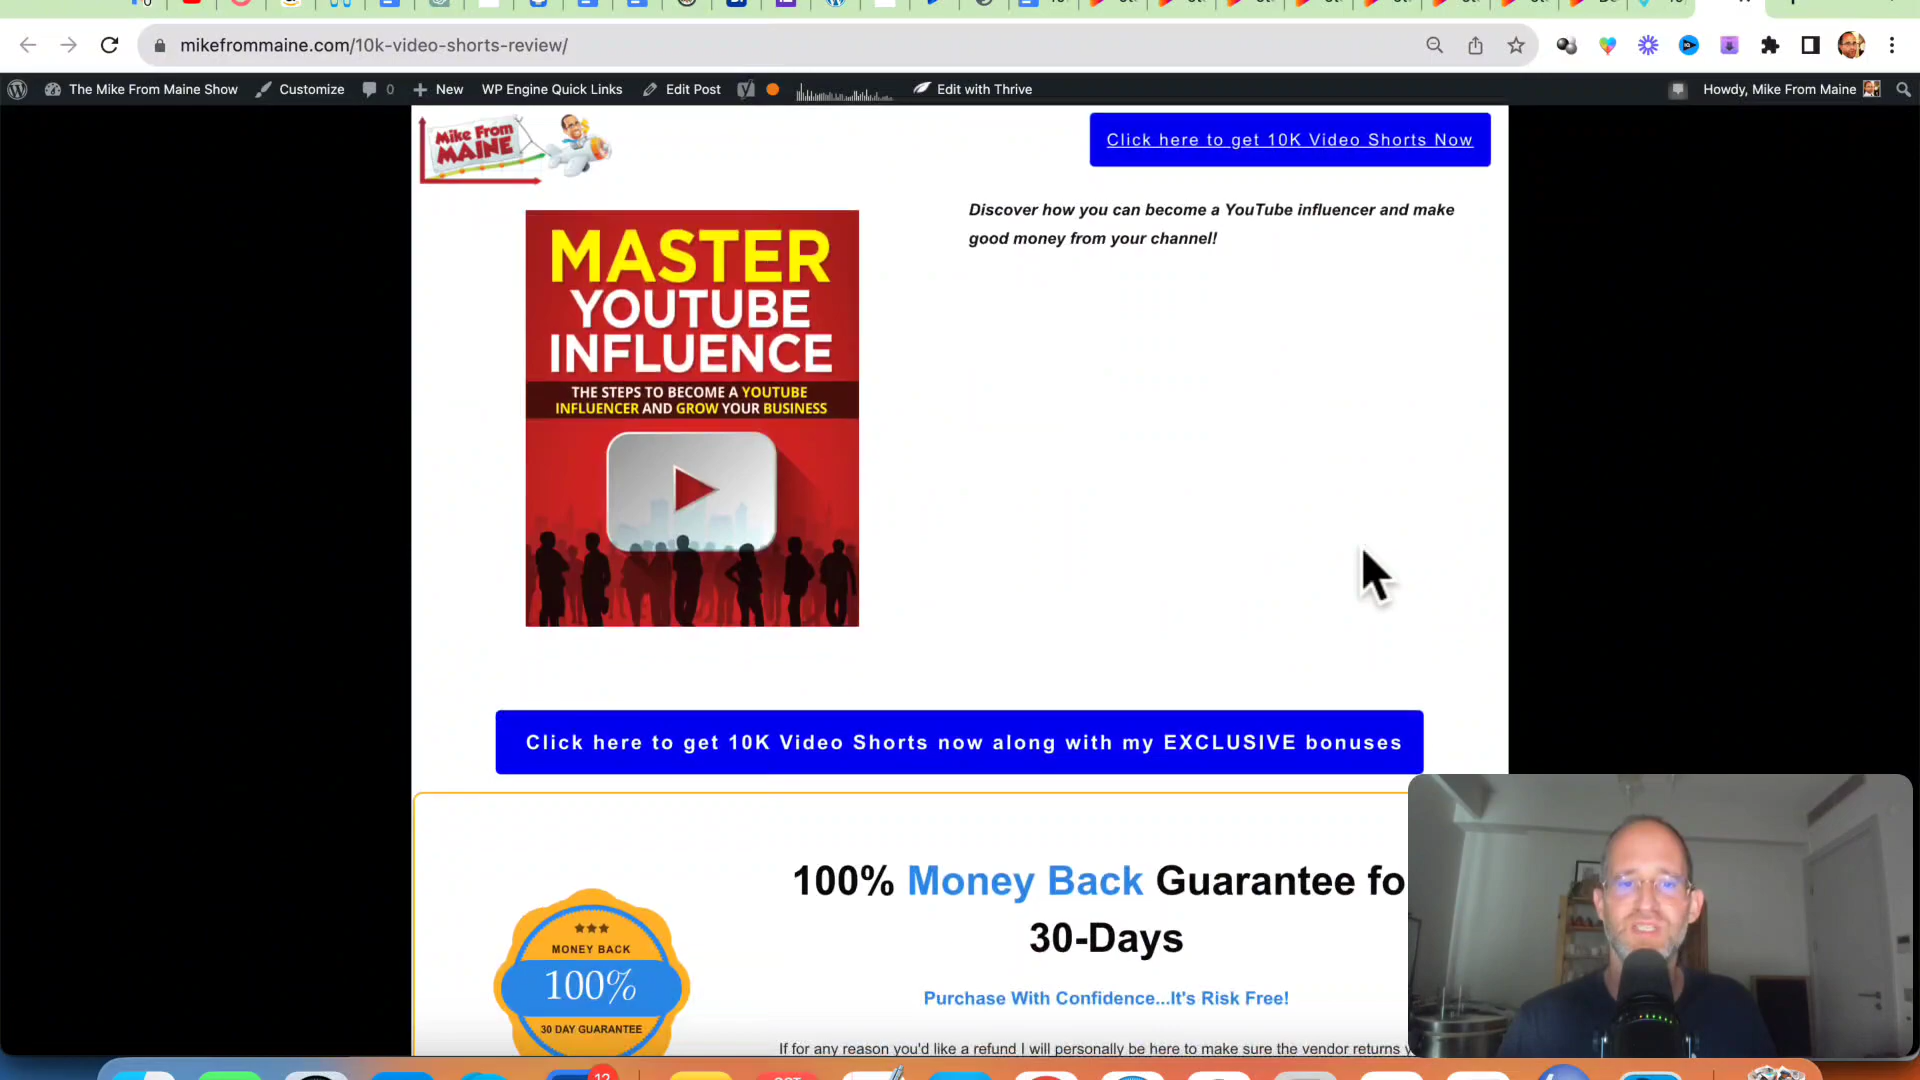 mikefrommaine.com/10k-video-shorts-review/
The Mike From Maine Show
Customize
0
New
WP Engine Quick Links
Edit Post
Edit with Thrive
Howdy, Mike From Maine
Mike From
MAINE
Click here to get 10K Video Shorts Now
Discover how you can become a YouTube influencer and make
good money from your channel!
MASTER
YOUTUBE
INFLUENCE
THE STEPS TO BECOME A YOUTUBE
INFLUENCER AND GROW YOUR BUSINESS
Click here to get 10K Video Shorts now along with my EXCLUSIVE bonuses
100% Money Back Guarantee fo
30-Days
MONEY BACK
100%
30 DAY GUARANTEE
Purchase With Confidence...It's Risk Free!
If for any reason you'd like a refund I will personally be here to make sure the vendor returns
12